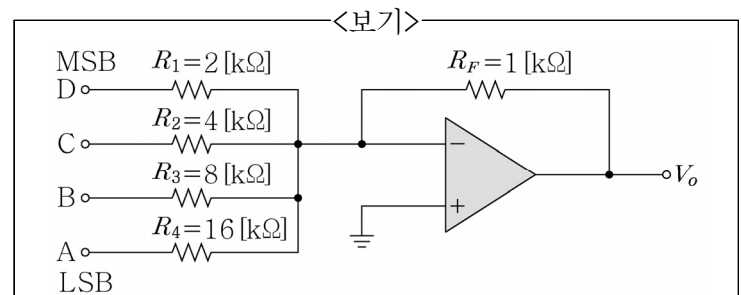 <보기>
MSB
D
R₁=2[kΩ]
R_F=1[kΩ]
C
R₂=4[kΩ]
B
R₃=8[kΩ]
A
R₄=16[kΩ]
LSB
−
+
Vₒ